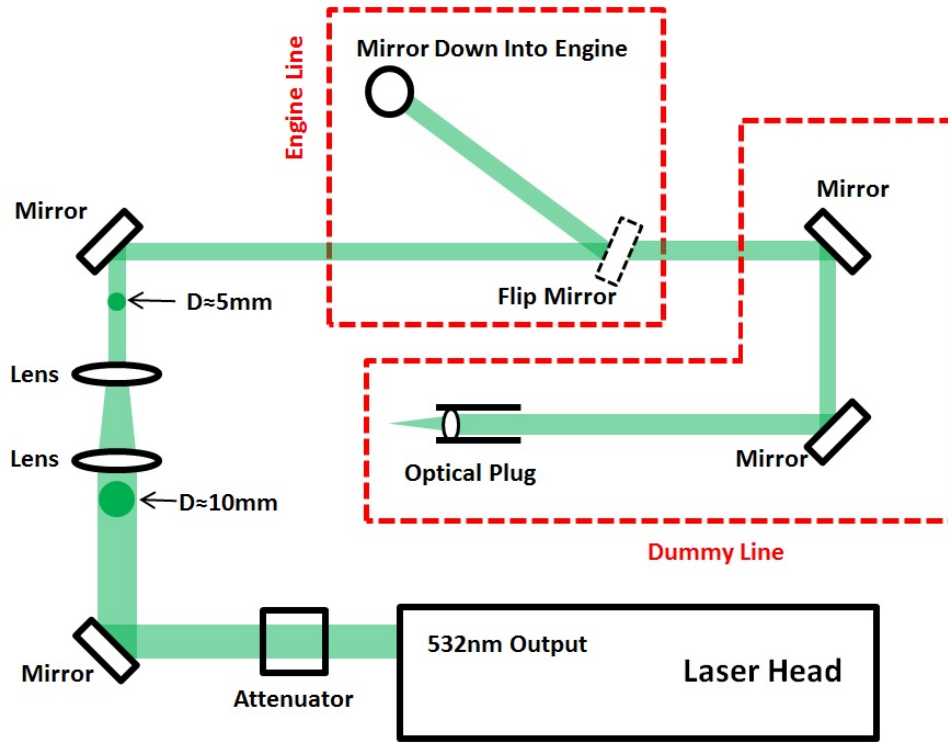 Mirror Down Into Engine
Engine Line
Mirror
Mirror
Flip Mirror
D≈5mm
Lens
Lens
Optical Plug
Mirror
D≈10mm
Dummy Line
532nm Output
Laser Head
Mirror
Attenuator